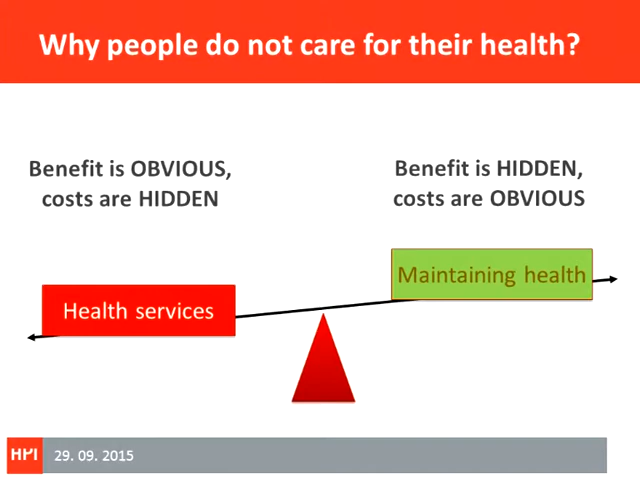 Why people do not care for their health?
Benefit is OBVIOUS,
costs are HIDDEN
Benefit is HIDDEN,
costs are OBVIOUS
Maintaining health
Health services
HPI
29. 09. 2015